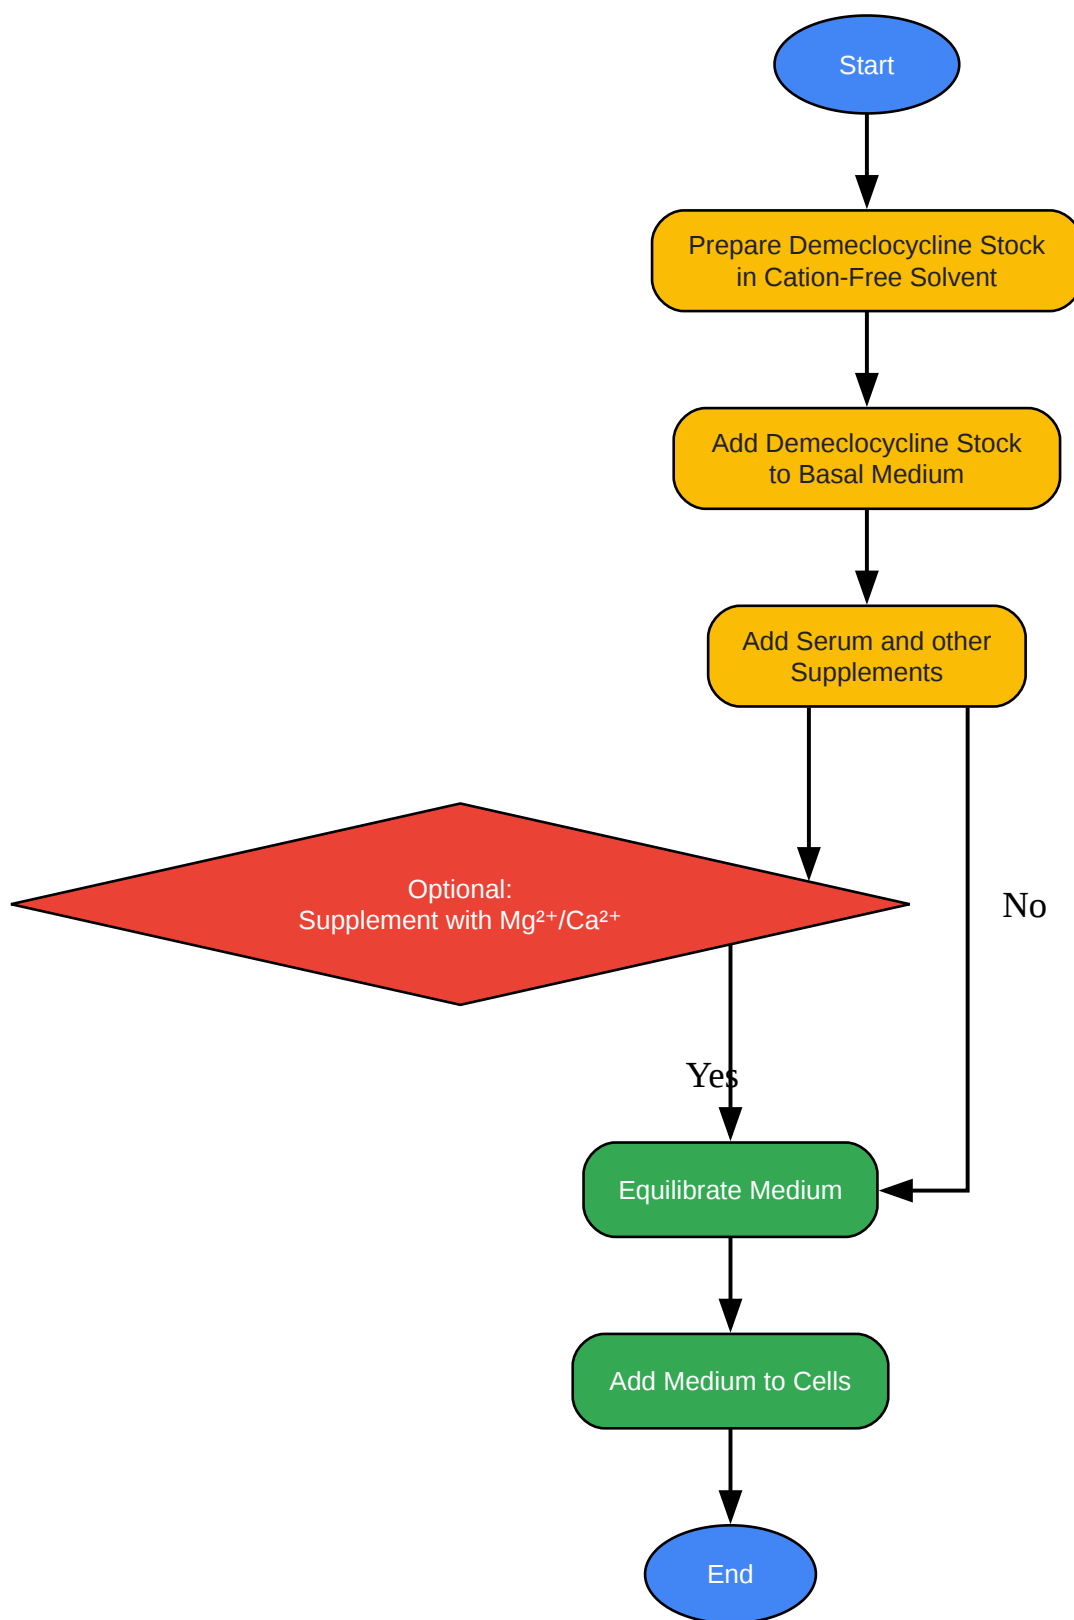 Start
Prepare Demeclocycline Stock
in Cation-Free Solvent
Add Demeclocycline Stock
to Basal Medium
Add Serum and other
Supplements
Optional:
Supplement with Mg²⁺/Ca²⁺
No
Yes
Equilibrate Medium
Add Medium to Cells
End